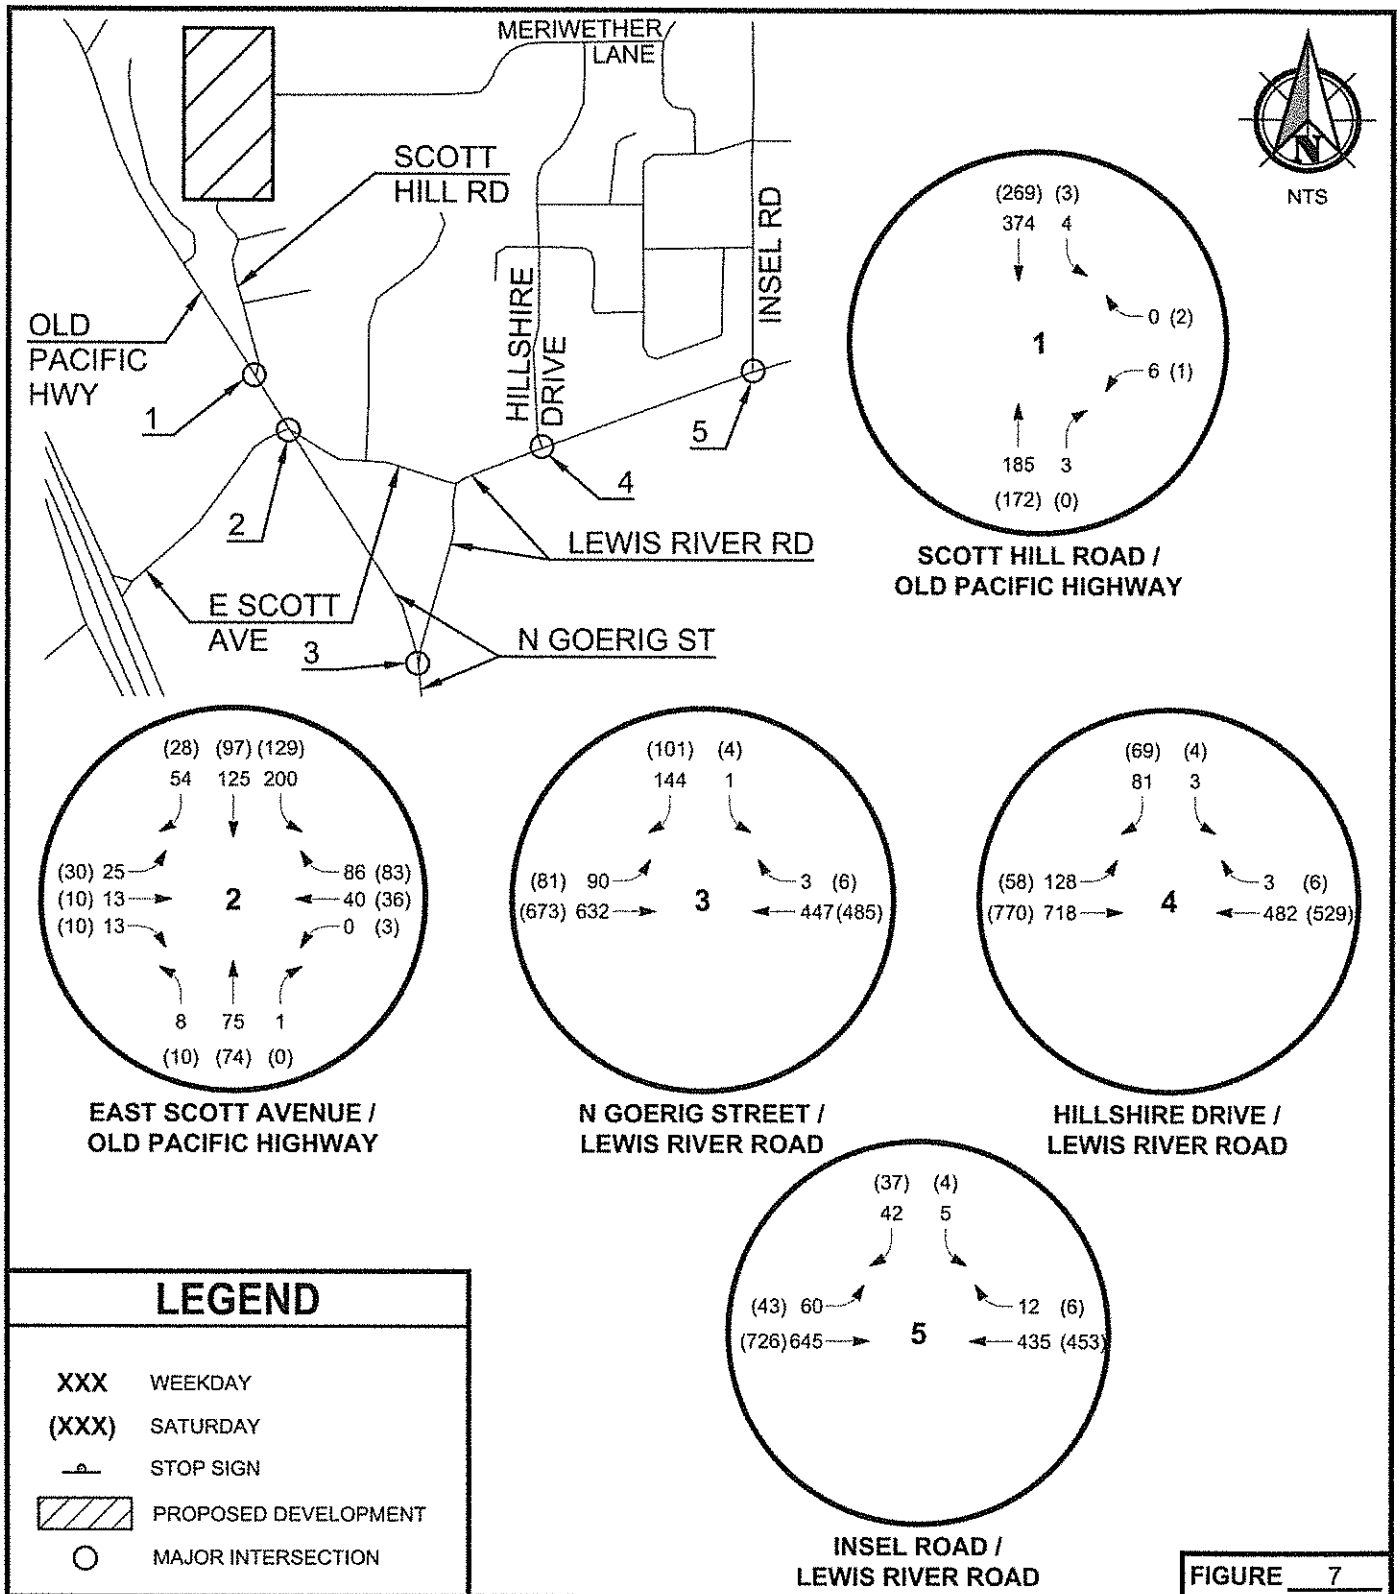 MERIWETHER
LANE
SCOTT
HILL RD
OLD
PACIFIC
HWY
HILLSHIRE
DRIVE
INSEL RD
1
2
3
4
5
LEWIS RIVER RD
E SCOTT
AVE
N GOERIG ST
N
NTS
(269) (3)
374 4
0 (2)
1
6 (1)
185 3
(172) (0)
SCOTT HILL ROAD /
OLD PACIFIC HIGHWAY
(28) (97) (129)
54 125 200
(30) 25 86 (83)
(10) 13 2 40 (36)
(10) 13 0 (3)
8 75 1
(10) (74) (0)
EAST SCOTT AVENUE /
OLD PACIFIC HIGHWAY
(101) (4)
144 1
(81) 90 3 (6)
(673) 632 3 447 (485)
N GOERIG STREET /
LEWIS RIVER ROAD
(69) (4)
81 3
(58) 128 3 (6)
(770) 718 4 482 (529)
HILLSHIRE DRIVE /
LEWIS RIVER ROAD
(37) (4)
42 5
(43) 60 12 (6)
(726) 645 5 435 (453)
INSEL ROAD /
LEWIS RIVER ROAD
LEGEND
XXX WEEKDAY
(XXX) SATURDAY
STOP SIGN
PROPOSED DEVELOPMENT
MAJOR INTERSECTION
FIGURE 7